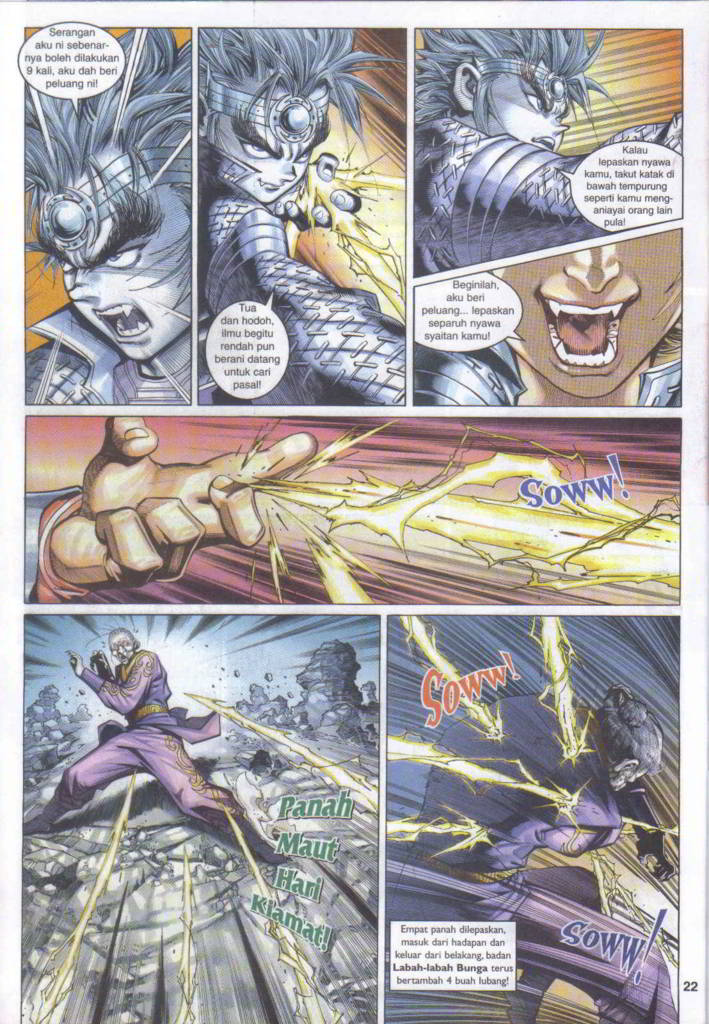 Serangan
aku ni sebenar-
nya boleh dilakukan
9 kali, aku dah beri
peluang ni!
Tua
dan hodoh,
ilmu begitu
rendah pun
berani datang
untuk cari
pasal!
Kalau
lepaskan nyawa
kamu, takut katak di
bawah tempurung
seperti kamu meng-
aniayai orang lain
pula!
Beginilah,
aku beri
peluang... lepaskan
separuh nyawa
syaitan kamu!
Soww!
Panah
Maut
Hari
Kiamat!
Soww!
Soww!
Empat panah dilepaskan,
masuk dari hadapan dan
keluar dari belakang, badan
Labah-labah Bunga terus
bertambah 4 buah lubang!
22